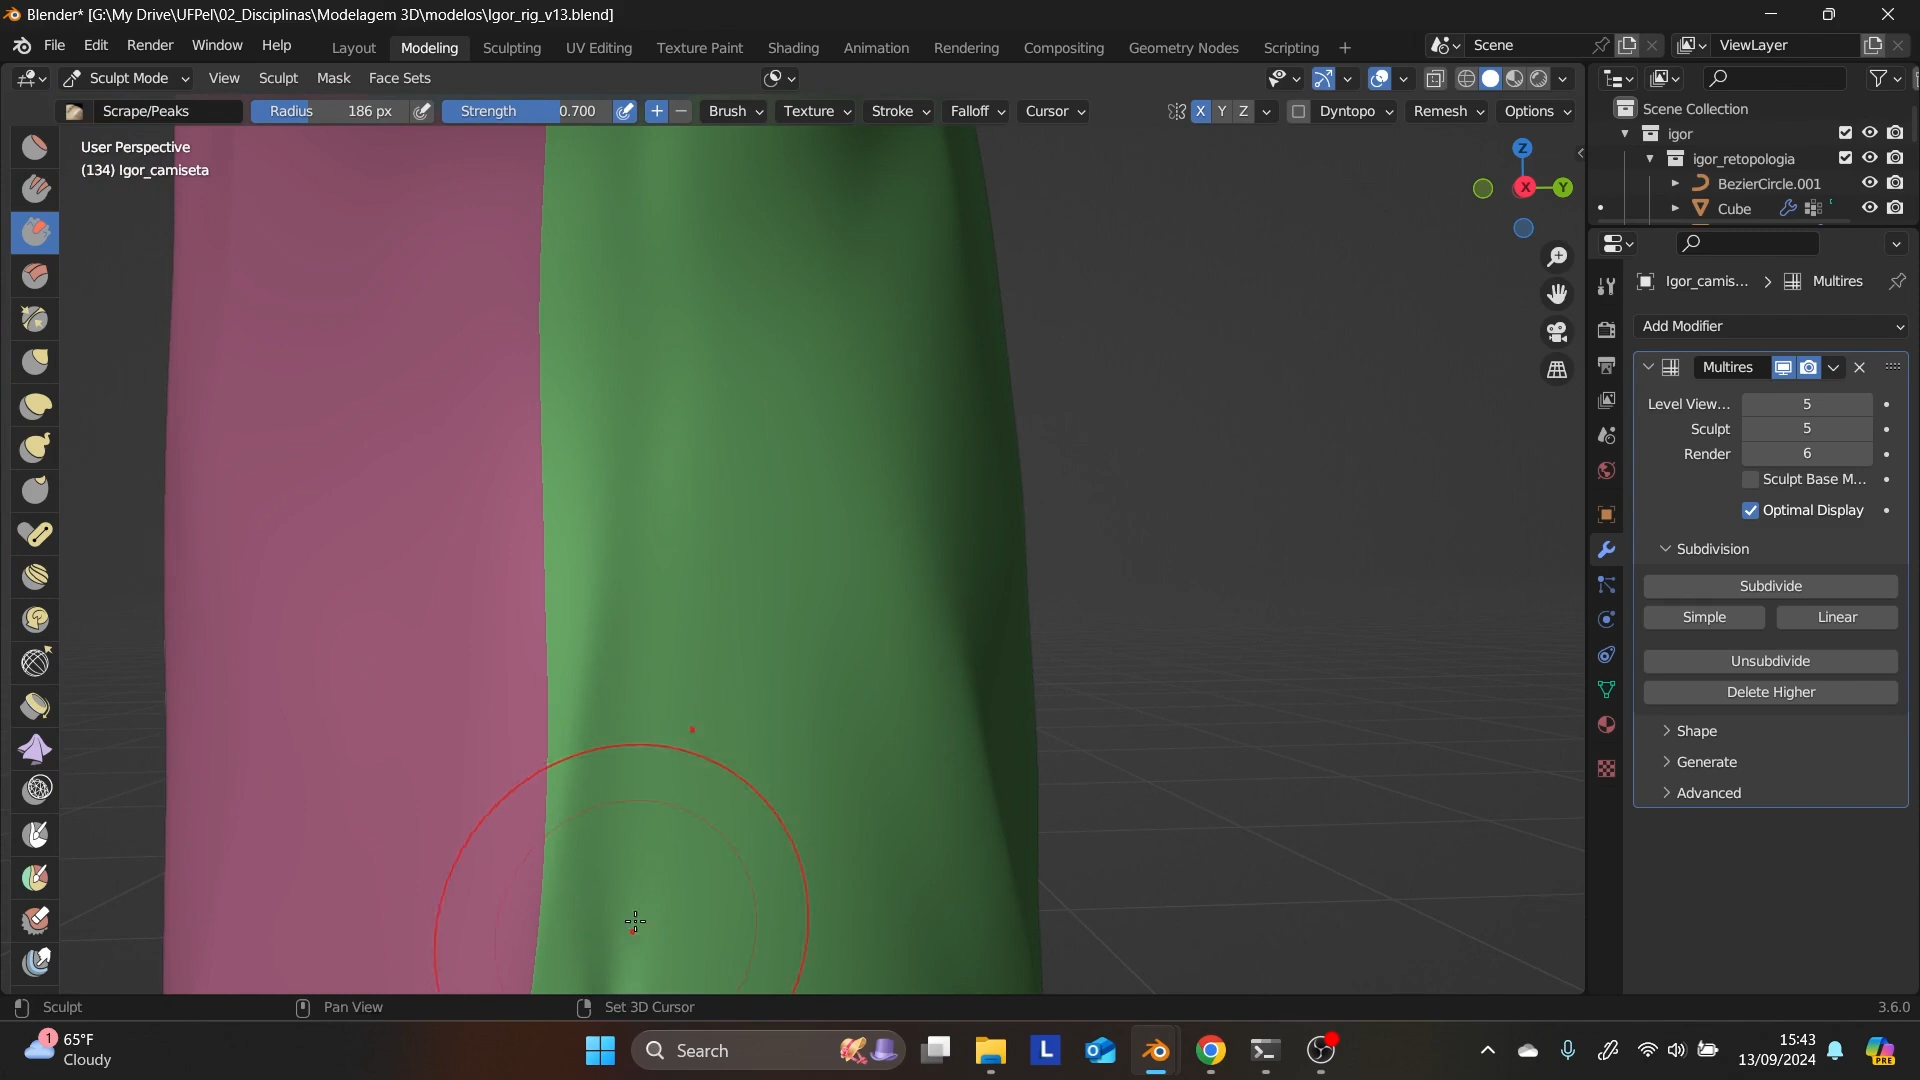 Blender* [G:\My Drive\UFPel\02_Disciplinas\Modelagem 3D\modelos\Igor_rig_v13.blend]
File Edit Render Window Help Layout Modeling Sculpting UV Editing Texture Paint Shading Animation Rendering Compositing Geometry Nodes Scripting + Scene ViewLayer
Sculpt Mode View Sculpt Mask Face Sets
Scrape/Peaks Radius 186 px Strength 0.700 Brush Texture Stroke Falloff Cursor X Y Z Dyntopo Remesh Options
User Perspective
(134) Igor_camiseta
Z
X
Y
Scene Collection
igor
igor_retopologia
BezierCircle.001
Cube
Igor_camis... > Multires
Add Modifier
Multires
Level View... 5
Sculpt 5
Render 6
Sculpt Base M...
Optimal Display
Subdivision
Subdivide
Simple Linear
Unsubdivide
Delete Higher
Shape
Generate
Advanced
Sculpt Pan View Set 3D Cursor 3.6.0
1
65°F
Cloudy
Search
L
15:43
13/09/2024
PRE